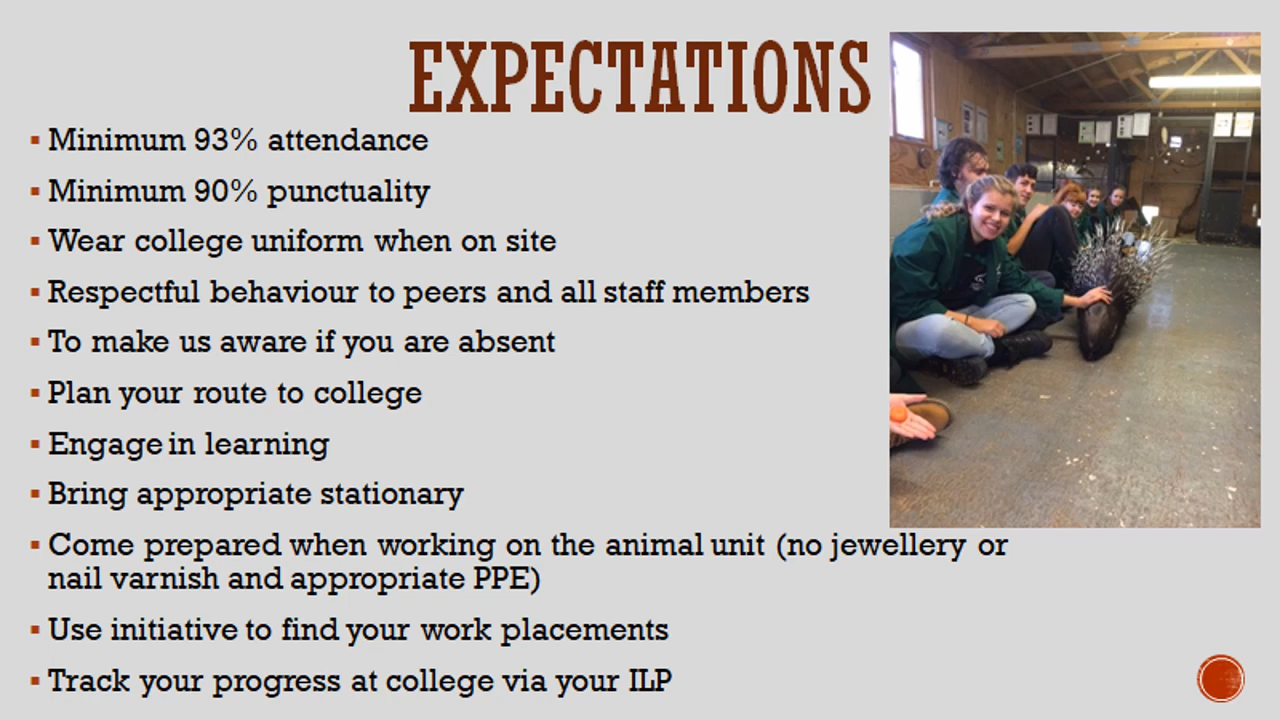 EXPECTATIONS
▪ Minimum 93% attendance
▪ Minimum 90% punctuality
▪ Wear college uniform when on site
▪ Respectful behaviour to peers and all staff members
▪ To make us aware if you are absent
▪ Plan your route to college
▪ Engage in learning
▪ Bring appropriate stationary
▪ Come prepared when working on the animal unit (no jewellery or
nail varnish and appropriate PPE)
▪ Use initiative to find your work placements
▪ Track your progress at college via your ILP